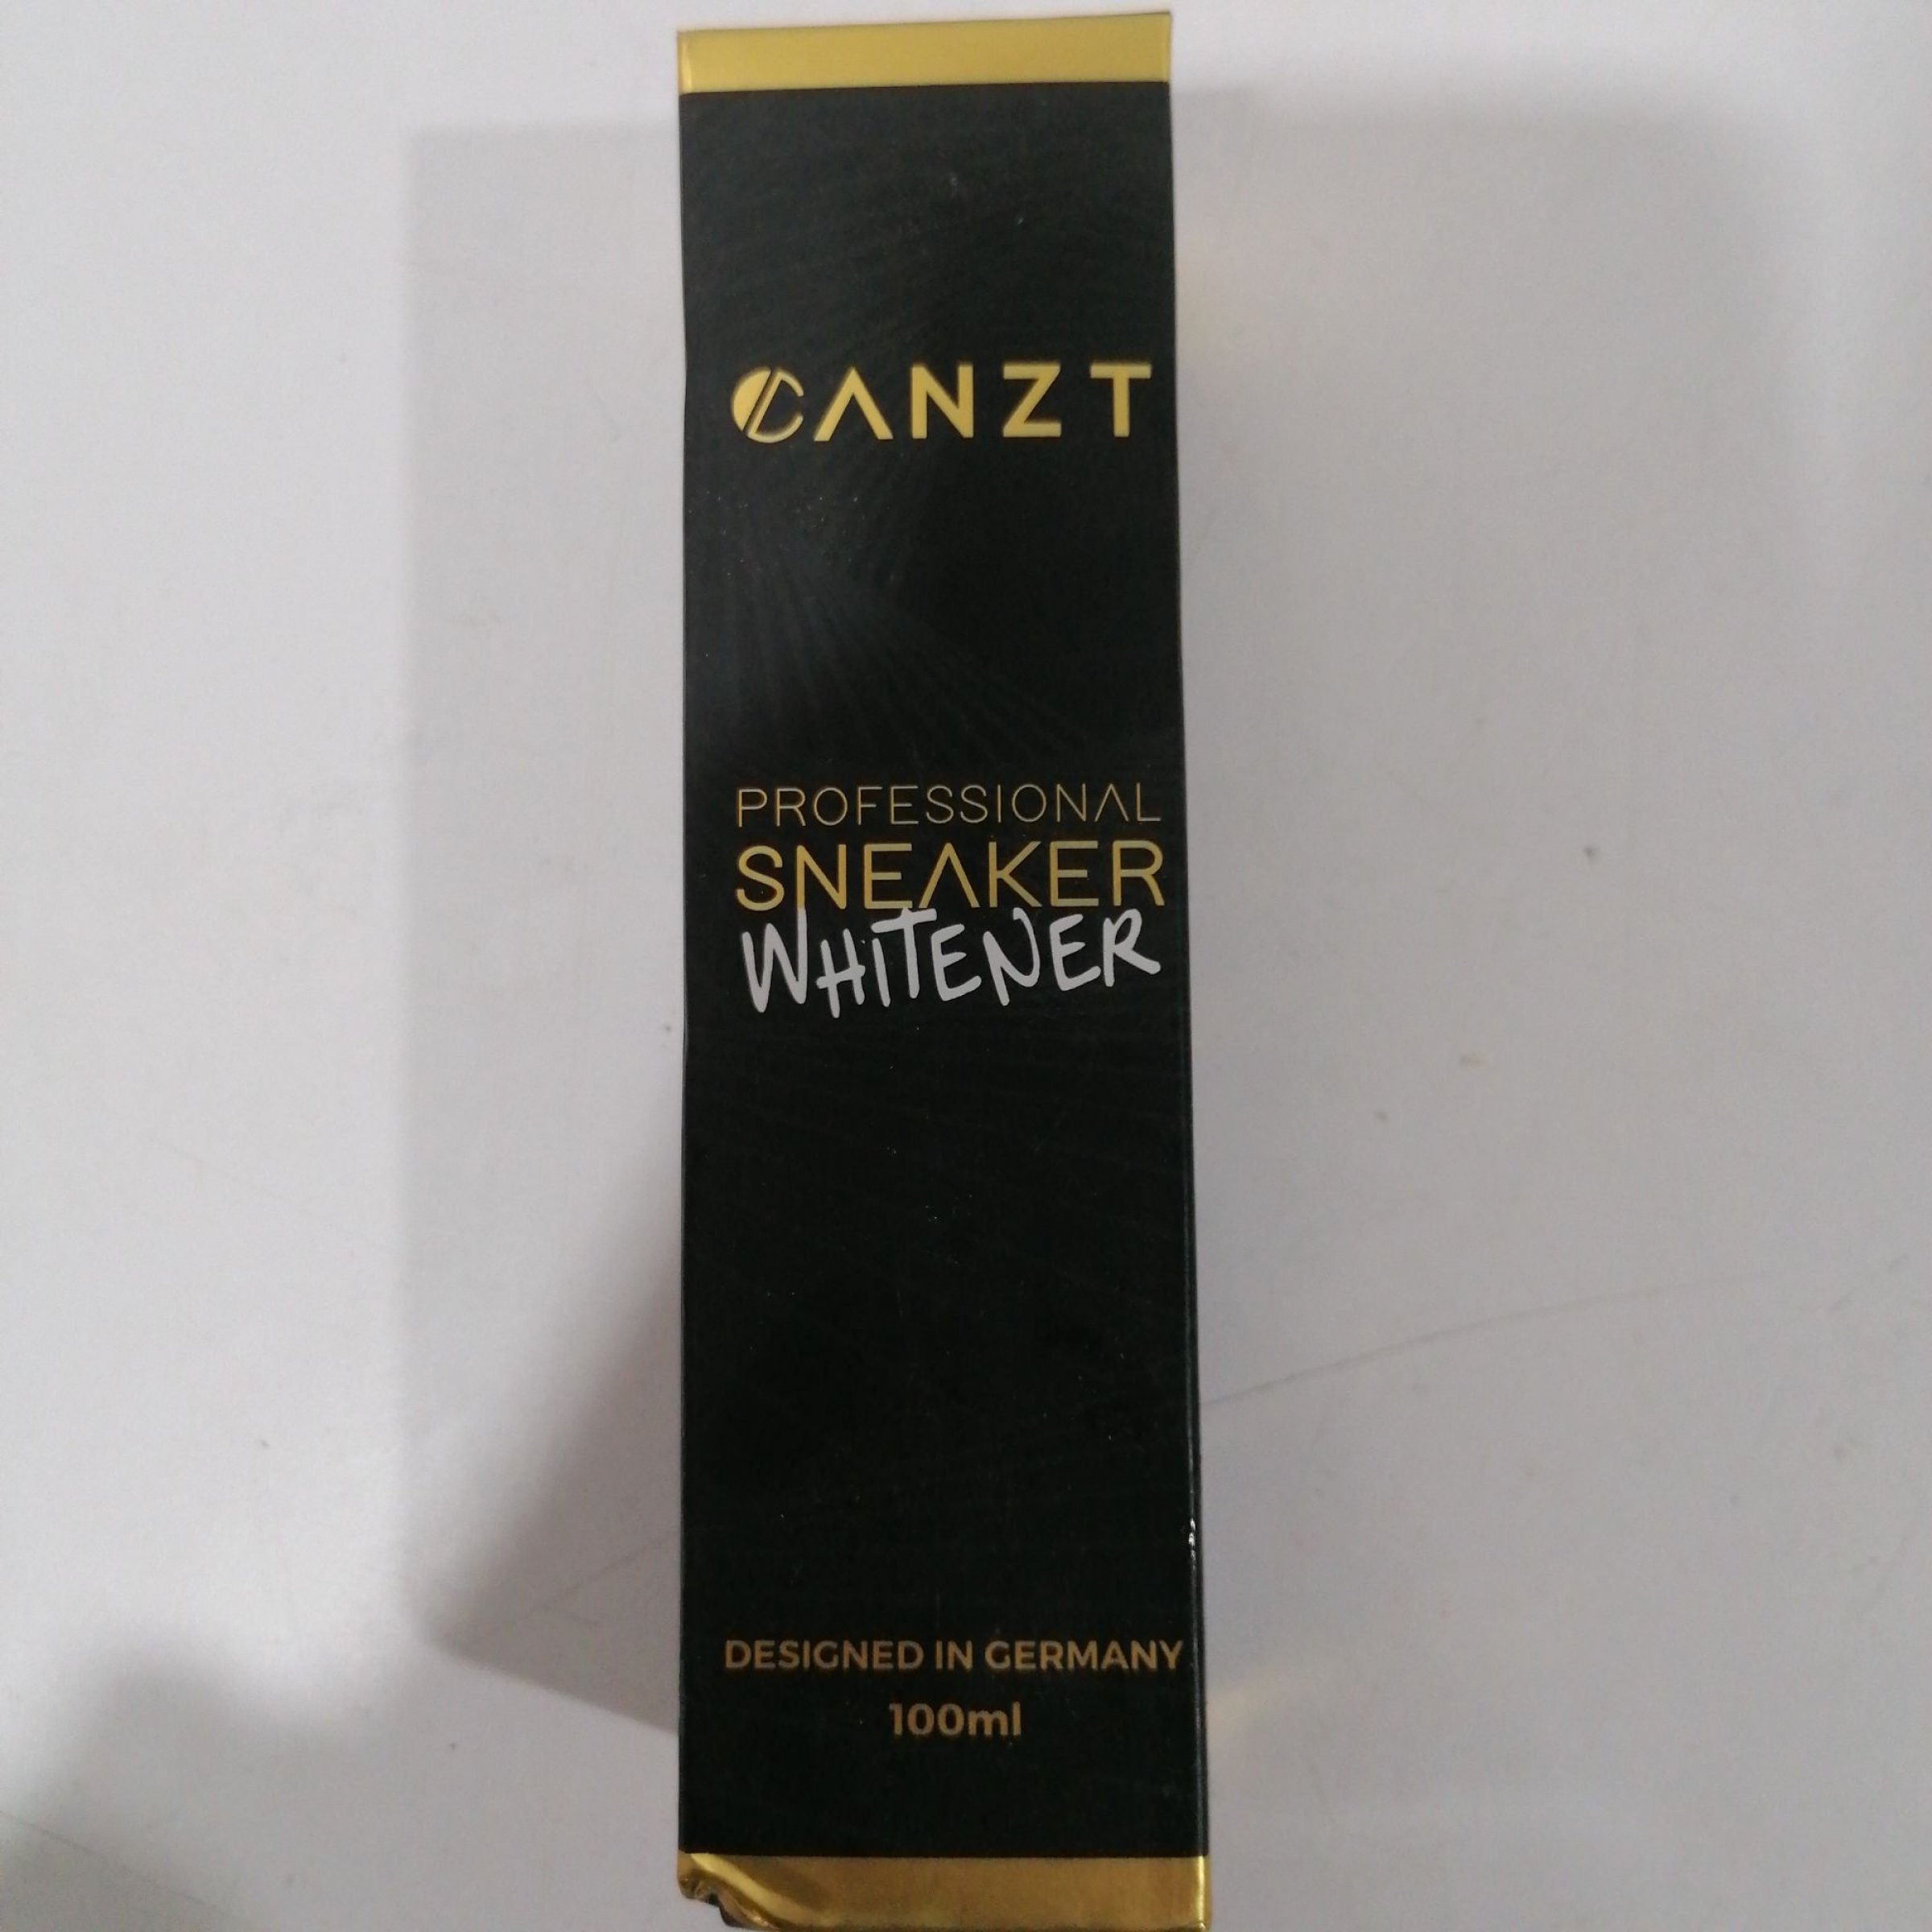 CANZT
PROFESSIONAL
SNEAKER
WHITENER
DESIGNED IN GERMANY
100ml